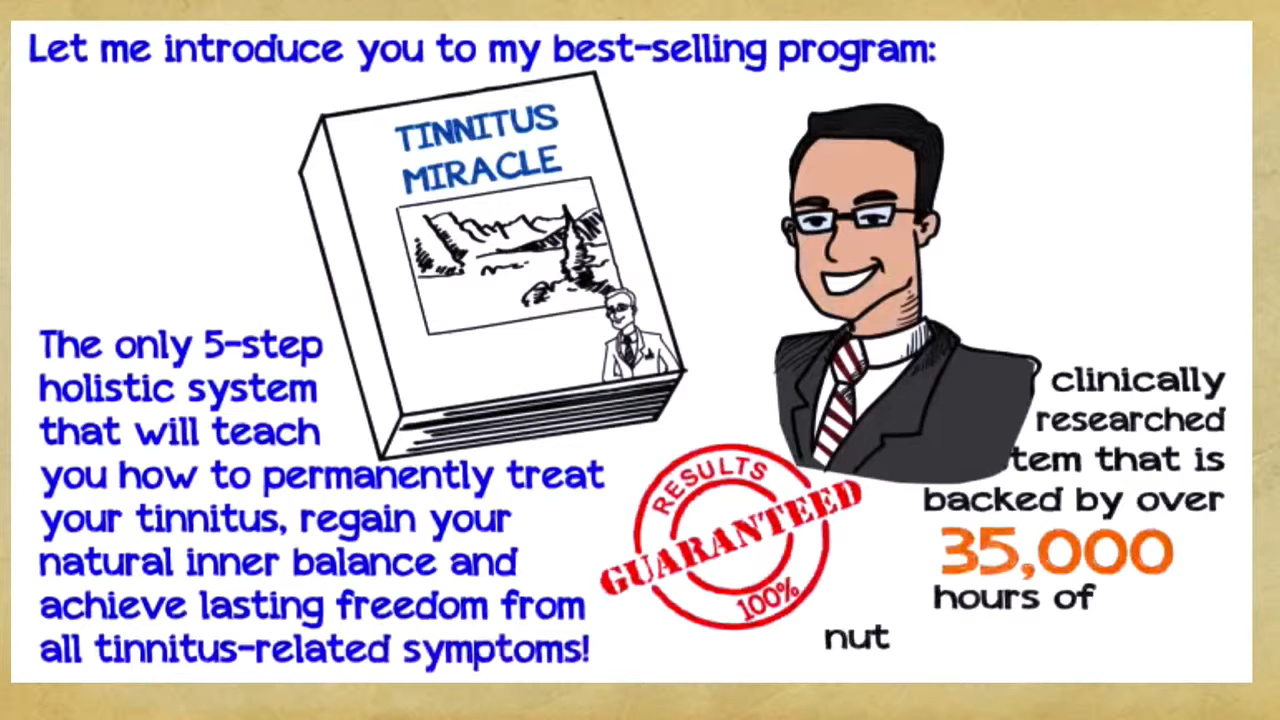 Let me introduce you to my best-selling program:
TINNITUS
MIRACLE
The only 5-step
holistic system
that will teach
you how to permanently treat
your tinnitus, regain your
natural inner balance and
achieve lasting freedom from
all tinnitus-related symptoms!
RESULTS
GUARANTEED
100%
clinically
researched
tem that is
backed by over
35,000
hours of
nut